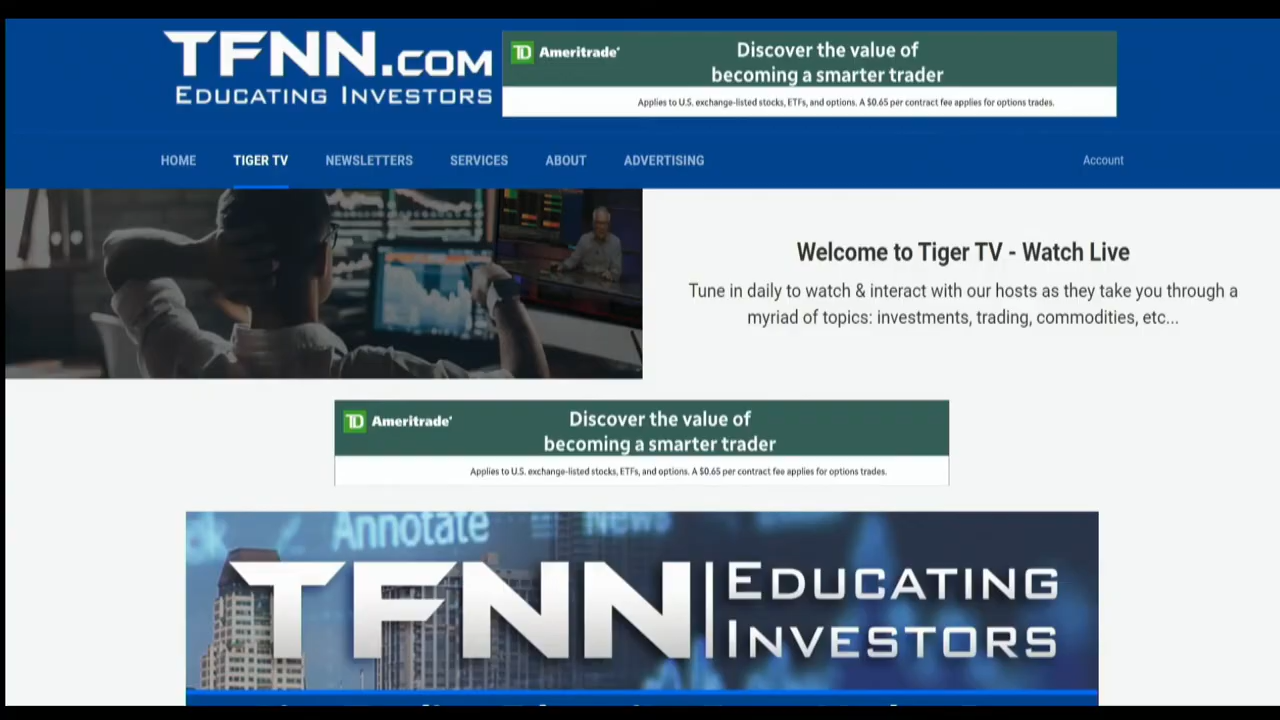 TFNN.COM
EDUCATING INVESTORS
TD Ameritrade
Discover the value of
becoming a smarter trader
Applies to U.S. exchange-listed stocks, ETFs, and options. A $0.65 per contract fee applies for options trades.
HOME
TIGER TV
NEWSLETTERS
SERVICES
ABOUT
ADVERTISING
Account
Welcome to Tiger TV - Watch Live
Tune in daily to watch & interact with our hosts as they take you through a
myriad of topics: investments, trading, commodities, etc...
TD Ameritrade
Discover the value of
becoming a smarter trader
Applies to U.S. exchange-listed stocks, ETFs, and options. A $0.65 per contract fee applies for options trades.
Annotate
News
TFNN
EDUCATING
INVESTORS